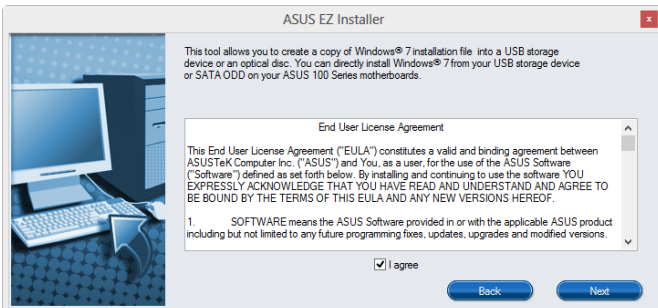 ASUS EZ Installer
x
This tool allows you to create a copy of Windows® 7 installation file into a USB storage
device or an optical disc. You can directly install Windows® 7 from your USB storage device
or SATA ODD on your ASUS 100 Series motherboards.
End User License Agreement
This End User License Agreement ("EULA") constitutes a valid and binding agreement between
ASUSTeK Computer Inc. ("ASUS") and You, as a user, for the use of the ASUS Software
("Software") defined as set forth below. By installing and continuing to use the software YOU
EXPRESSLY ACKNOWLEDGE THAT YOU HAVE READ AND UNDERSTAND AND AGREE TO
BE BOUND BY THE TERMS OF THIS EULA AND ANY NEW VERSIONS HEREOF.
1. SOFTWARE means the ASUS Software provided in or with the applicable ASUS product
including but not limited to any future programming fixes, updates, upgrades and modified versions.
I agree
Back Next